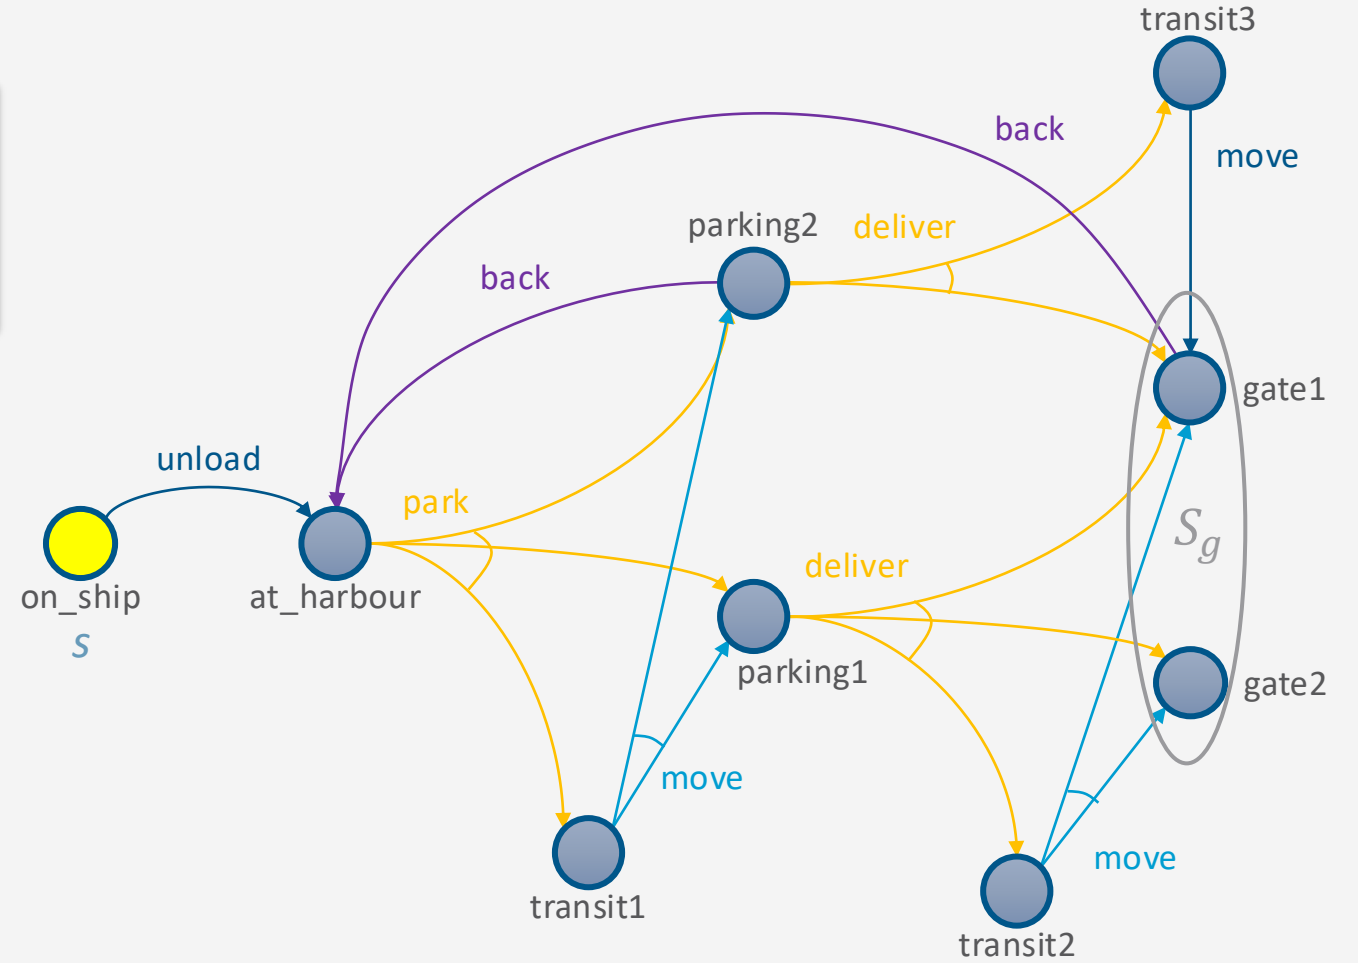 transit3
back
move
parking2
deliver
back
gate1
unload
park
S_g
deliver
on_ship
at_harbour
s
parking1
gate2
move
move
transit1
transit2